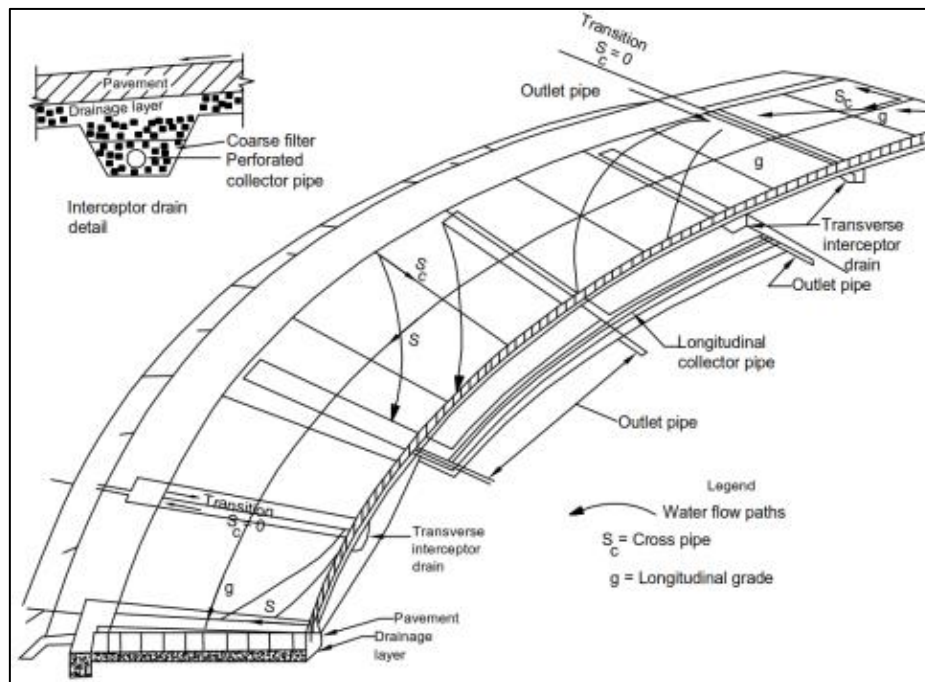 Pavement
Drainage layer
Coarse filter
Perforated
collector pipe
Interceptor drain
detail
Transition
S_c = 0
Outlet pipe
S_c
g
g
Transverse
interceptor
drain
Outlet pipe
S_c
S
Longitudinal
collector pipe
Outlet pipe
Transition
S_c = 0
Legend
Water flow paths
S_c = Cross pipe
g = Longitudinal grade
Transverse
interceptor
drain
g
S
Pavement
Drainage
layer